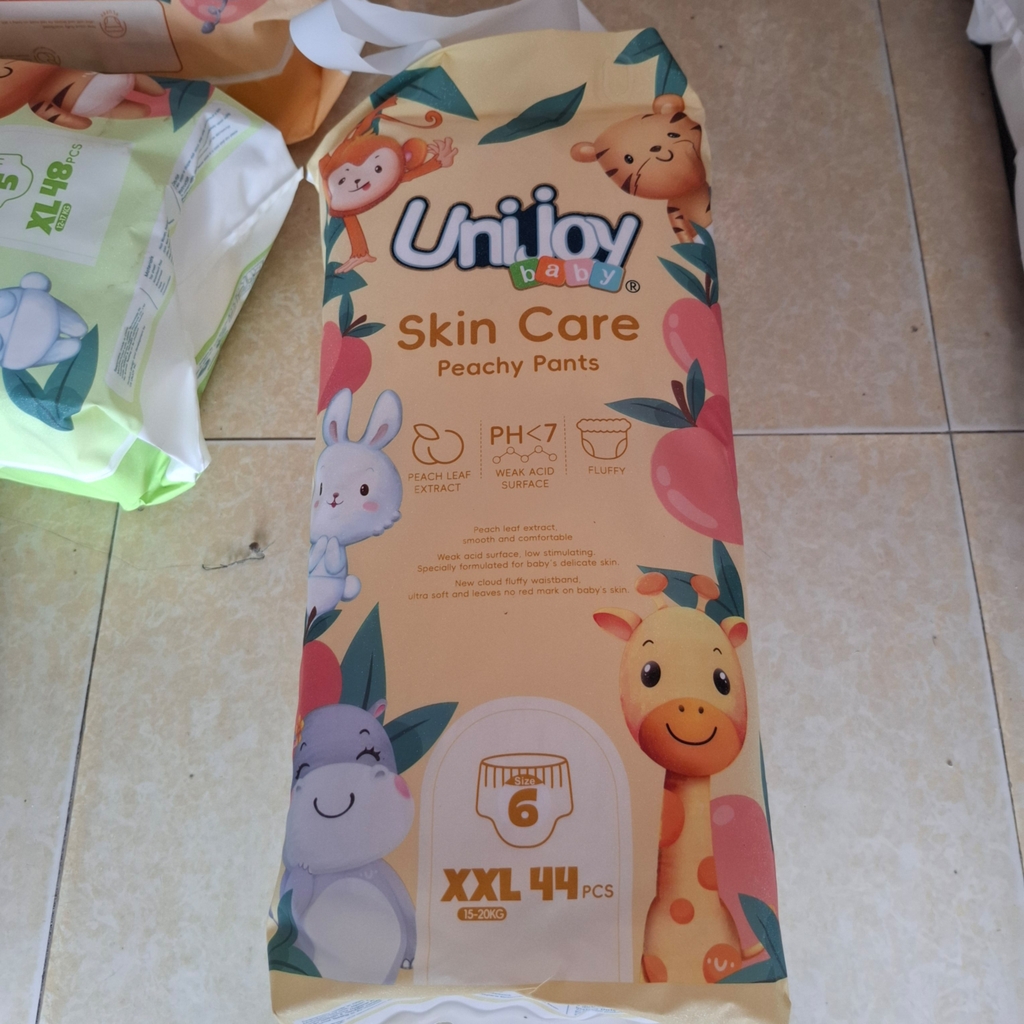 Unijoy
baby®
Skin Care
Peachy Pants
PEACH LEAF
EXTRACT
PH<7
WEAK ACID
SURFACE
FLUFFY
Peach leaf extract,
smooth and comfortable
Weak acid surface, low stimulating.
Specially formulated for baby's delicate skin.
New cloud fluffy waistband,
ultra soft and leaves no red mark on baby's skin.
Size
6
XXL 44 PCS
15-20KG
5
XL 48 PCS